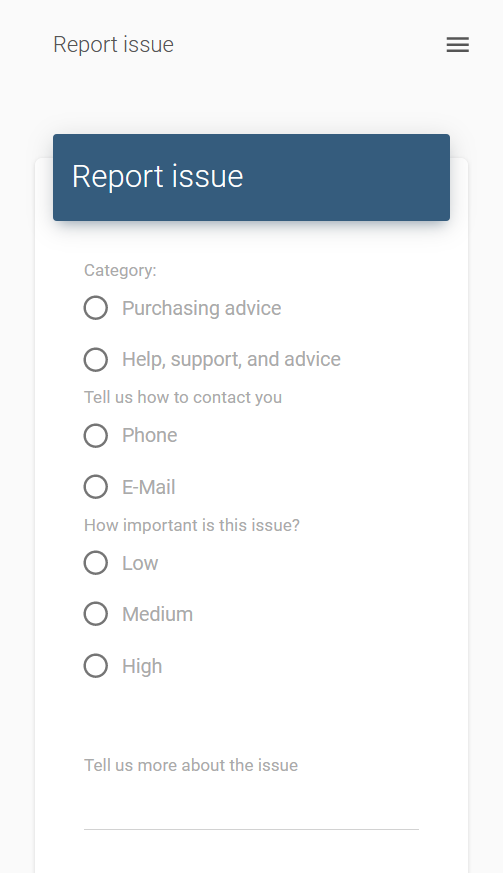 Report issue
Report issue
Category:
Purchasing advice
Help, support, and advice
Tell us how to contact you
Phone
E-Mail
How important is this issue?
Low
Medium
High
Tell us more about the issue